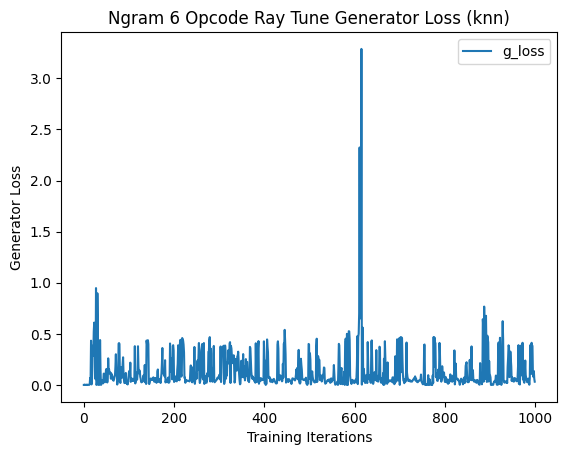 Ngram 6 Opcode Ray Tune Generator Loss (knn)
g_loss
3.0
2.5
2.0
1.5
1.0
0.5
0.0
Generator Loss
0 200 400 600 800 1000
Training Iterations